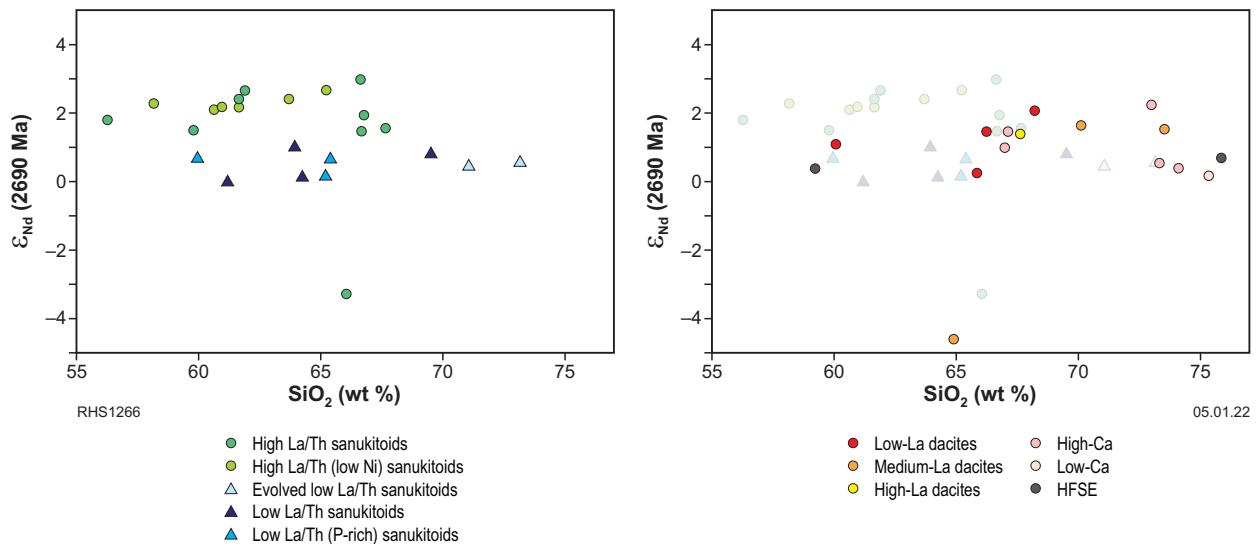 4
2
0
–2
–4
εNd (2690 Ma)
55
60
65
70
75
SiO2 (wt %)
RHS1266
4
2
0
–2
–4
εNd (2690 Ma)
55
60
65
70
75
SiO2 (wt %)
05.01.22
High La/Th sanukitoids
High La/Th (low Ni) sanukitoids
Evolved low La/Th sanukitoids
Low La/Th sanukitoids
Low La/Th (P-rich) sanukitoids
Low-La dacites
Medium-La dacites
High-La dacites
High-Ca
Low-Ca
HFSE